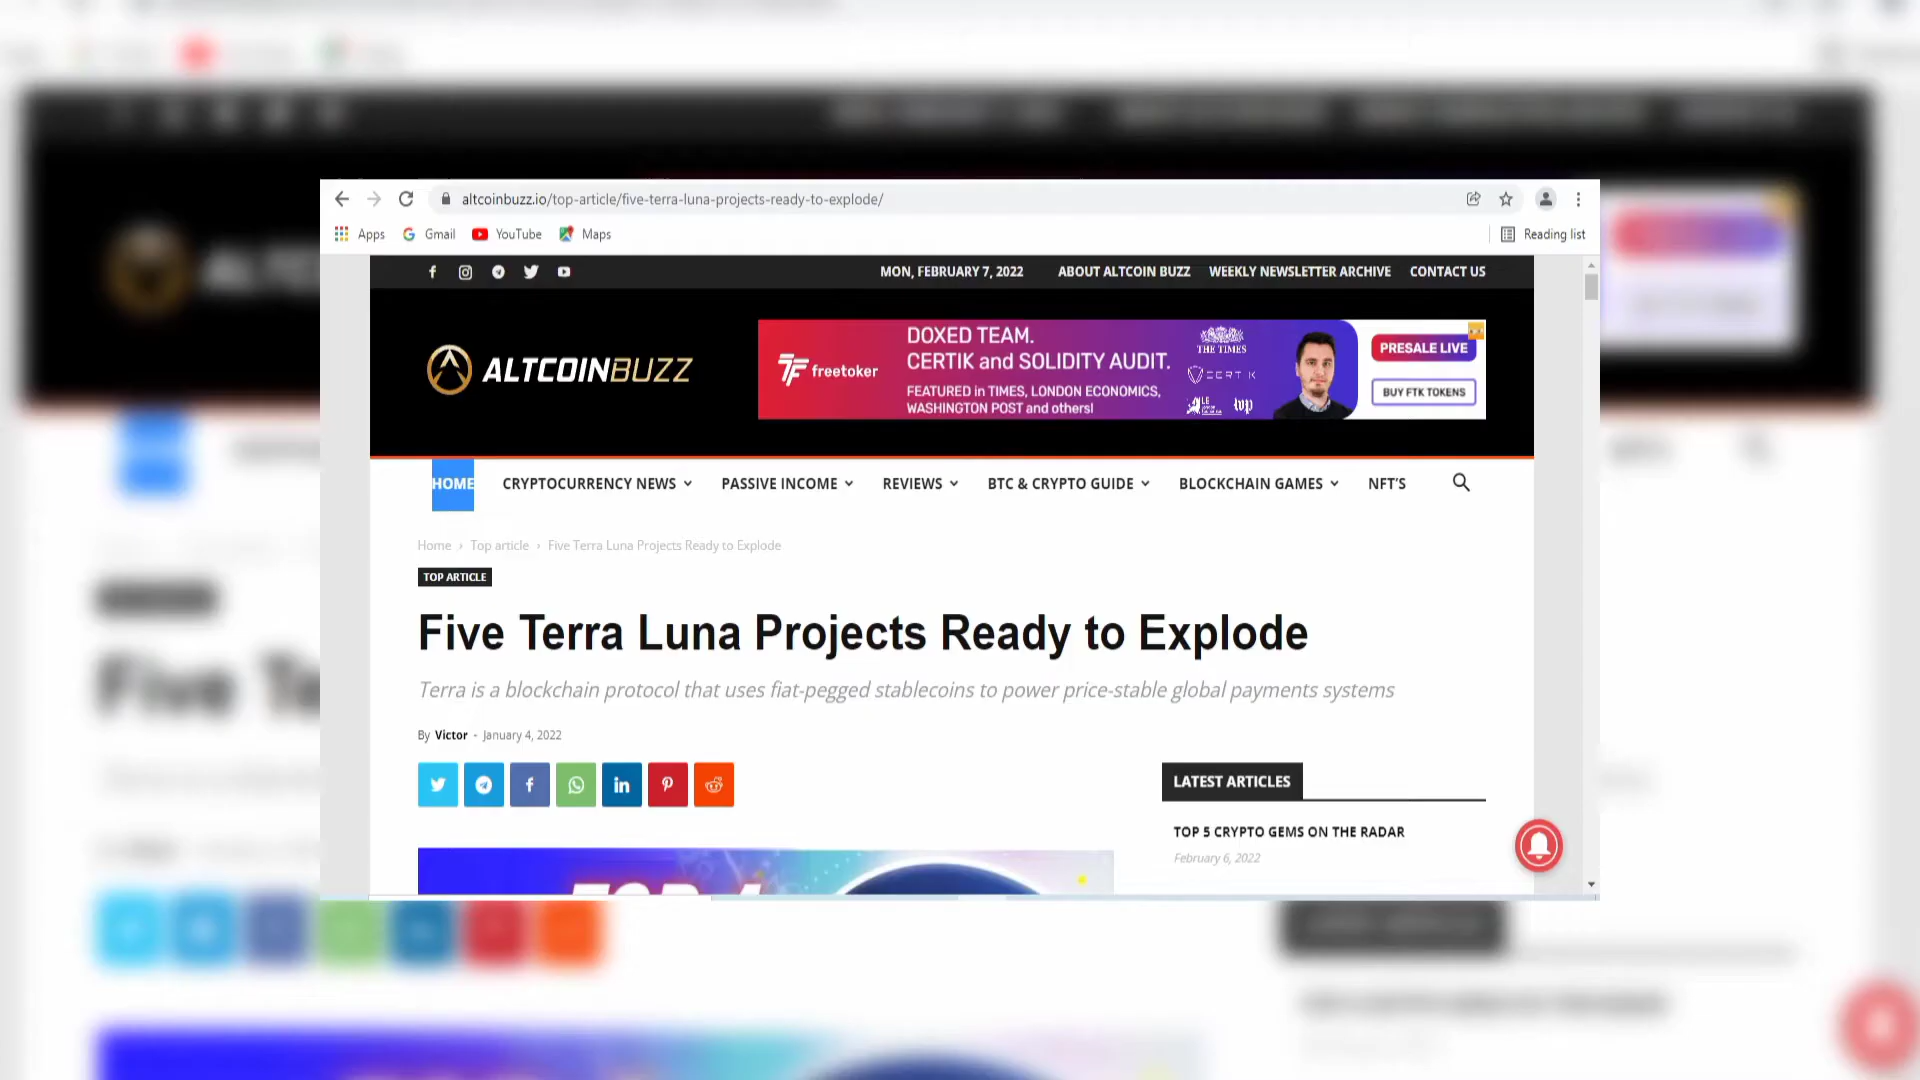 altcoinbuzz.io/top-article/five-terra-luna-projects-ready-to-explode/
Apps Gmail YouTube Maps Reading list
MON, FEBRUARY 7, 2022 ABOUT ALTCOIN BUZZ WEEKLY NEWSLETTER ARCHIVE CONTACT US
ALTCOINBUZZ
freetoker
DOXED TEAM.
CERTIK and SOLIDITY AUDIT.
FEATURED in TIMES, LONDON ECONOMICS,
WASHINGTON POST and others!
THE TIMES
CERTIK
wp
PRESALE LIVE
BUY FTK TOKENS
HOME CRYPTOCURRENCY NEWS PASSIVE INCOME REVIEWS BTC & CRYPTO GUIDE BLOCKCHAIN GAMES NFT'S
Home › Top article › Five Terra Luna Projects Ready to Explode
TOP ARTICLE
Five Terra Luna Projects Ready to Explode
Terra is a blockchain protocol that uses fiat-pegged stablecoins to power price-stable global payments systems
By Victor - January 4, 2022
LATEST ARTICLES
TOP 5 CRYPTO GEMS ON THE RADAR
February 6, 2022